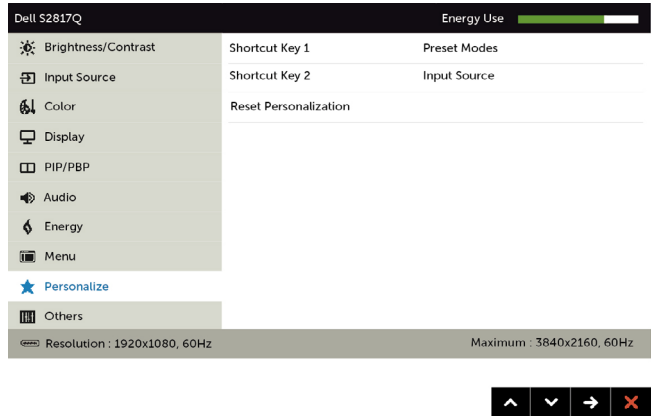 Dell S2817Q Energy Use
Brightness/Contrast Shortcut Key 1 Preset Modes
Input Source Shortcut Key 2 Input Source
Color Reset Personalization
Display
PIP/PBP
Audio
Energy
Menu
Personalize
Others
Resolution : 1920x1080, 60Hz Maximum : 3840x2160, 60Hz